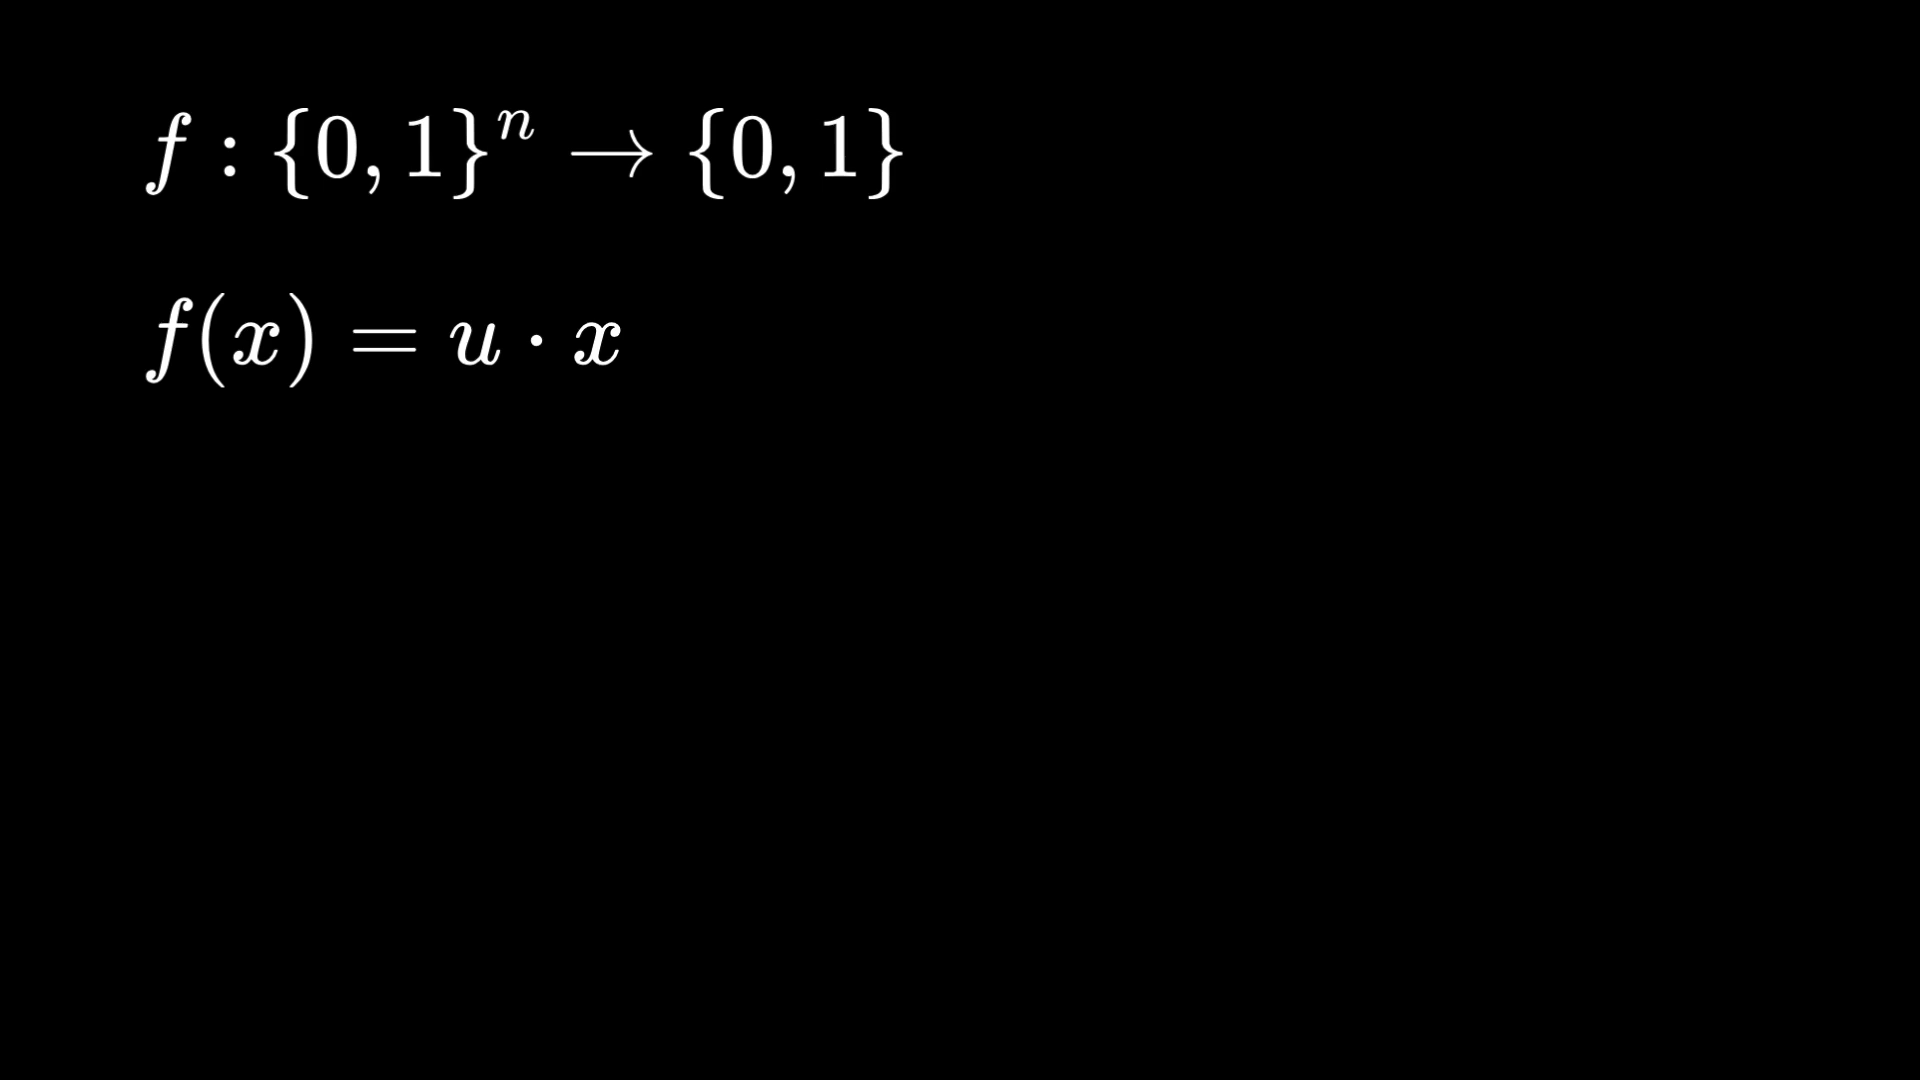 f : {0, 1}ⁿ → {0, 1}
f(x) = u · x